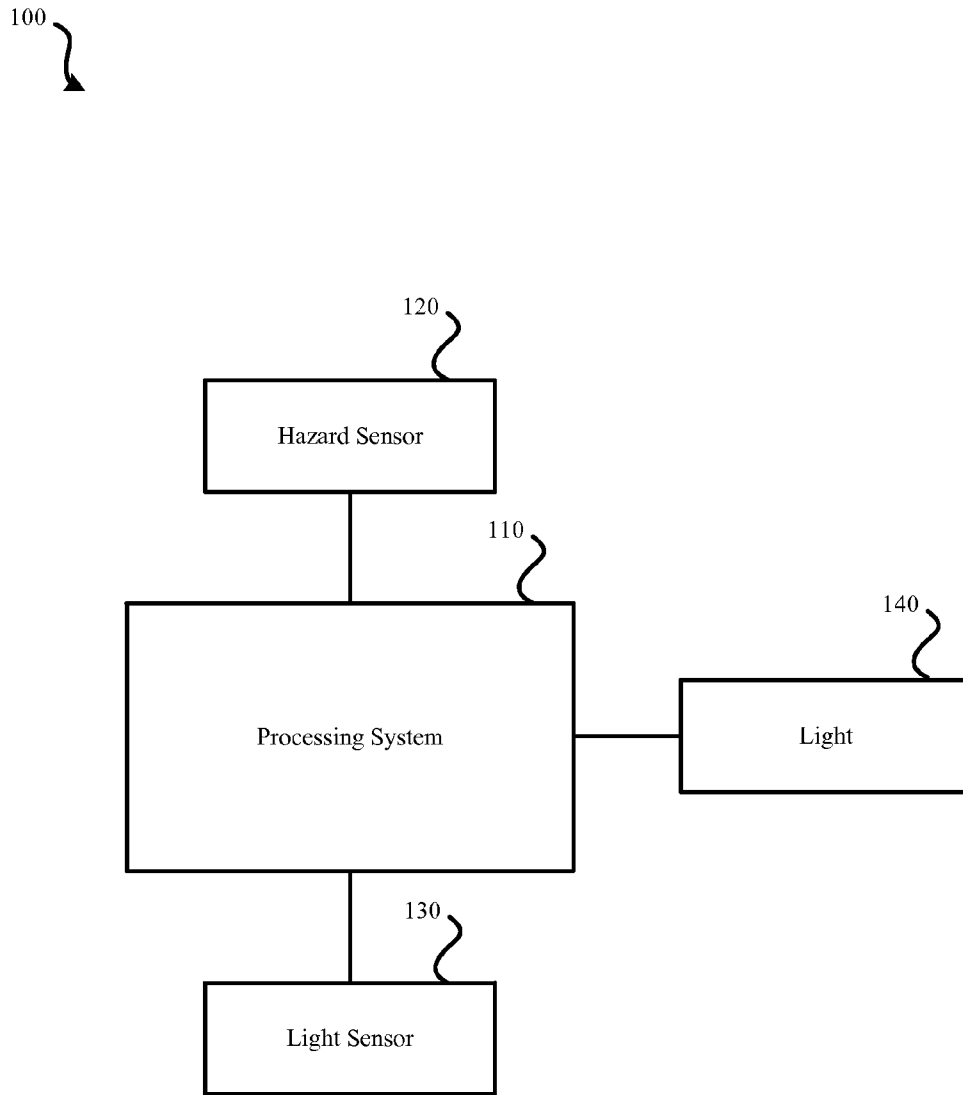 100
120
Hazard Sensor
110
Processing System
140
Light
130
Light Sensor